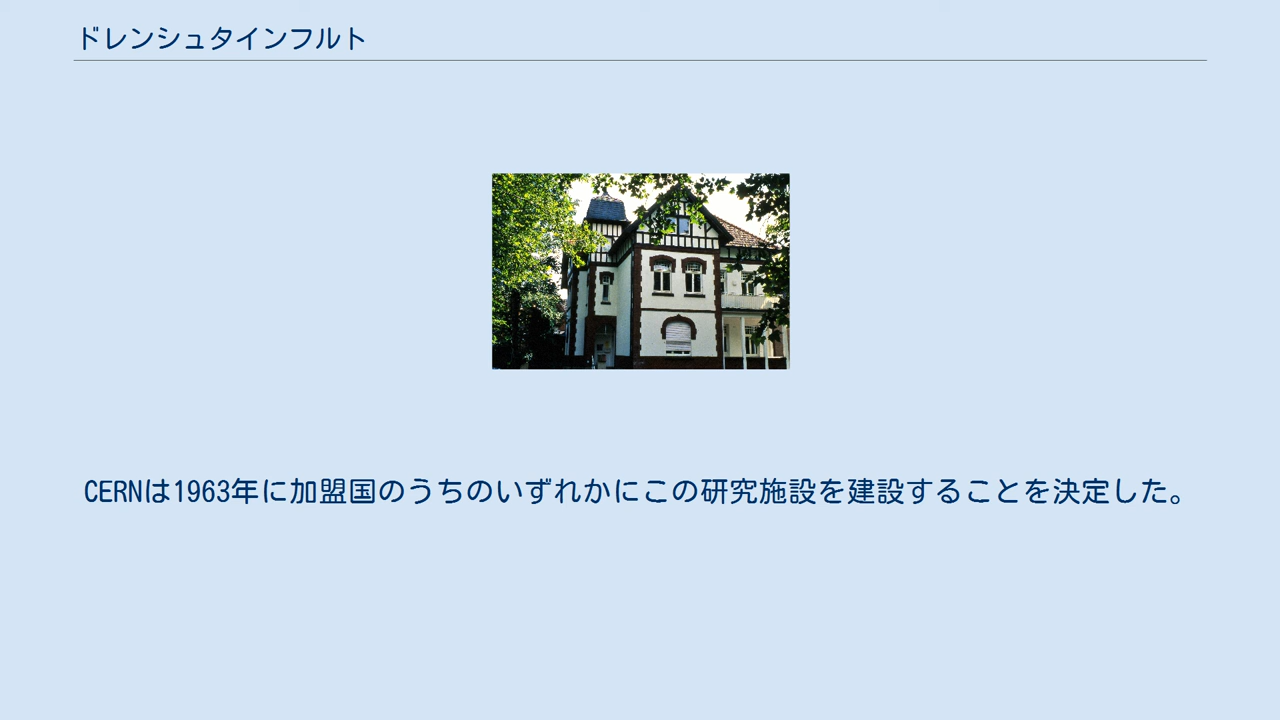 ドレンシュタインフルト
CERNは1963年に加盟国のうちのいずれかにこの研究施設を建設することを決定した。